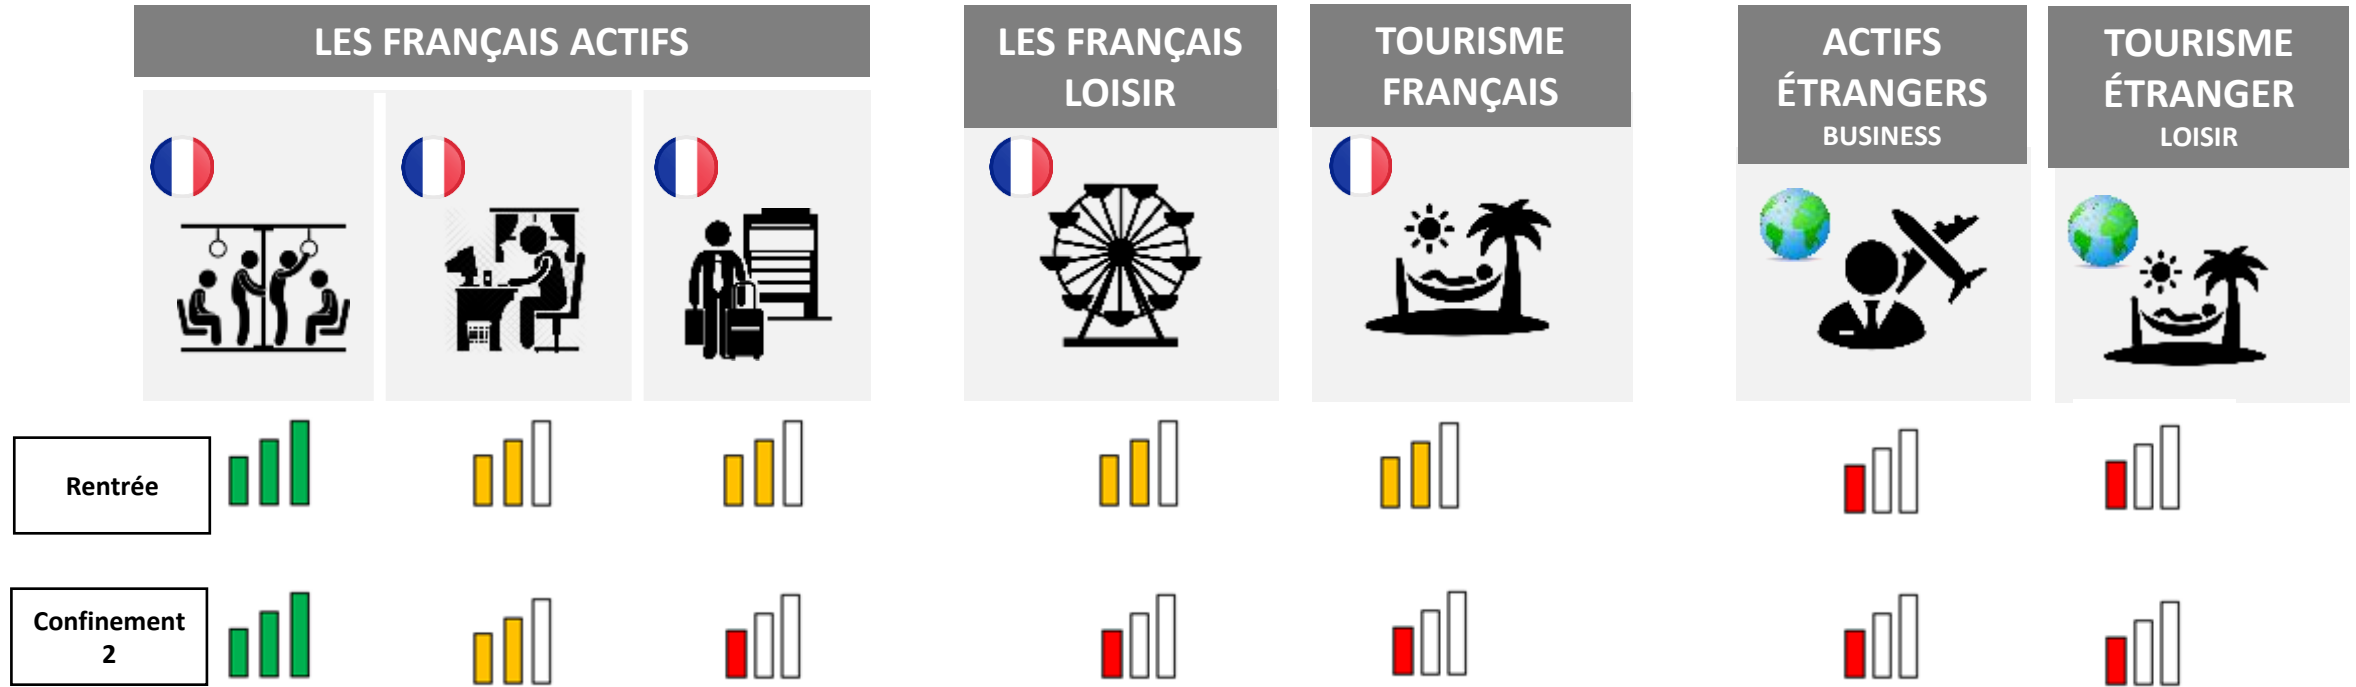 LES FRANÇAIS ACTIFS
LES FRANÇAIS
LOISIR
TOURISME
FRANÇAIS
ACTIFS
ÉTRANGERS
BUSINESS
TOURISME
ÉTRANGER
LOISIR
Rentrée
Confinement
2